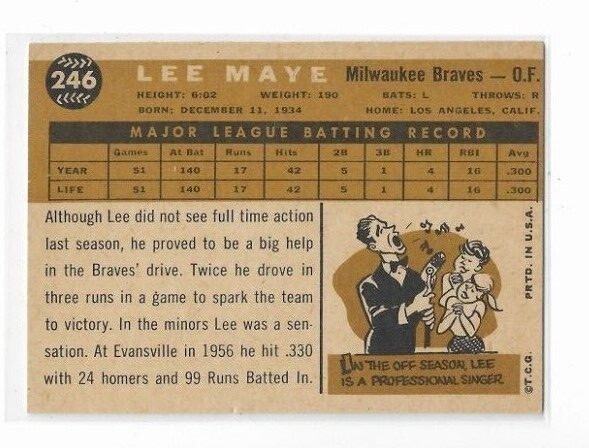 246
LEE MAYE Milwaukee Braves — O.F.
HEIGHT: 6:02 WEIGHT: 190 BATS: L THROWS: R
BORN: DECEMBER 11, 1934 HOME: LOS ANGELES, CALIF.
MAJOR LEAGUE BATTING RECORD
Games At Bat Runs Hits 2B 3B HR RBI Avg
YEAR 51 140 17 42 5 1 4 16 .300
LIFE 51 140 17 42 5 1 4 16 .300
Although Lee did not see full time action
last season, he proved to be a big help
in the Braves' drive. Twice he drove in
three runs in a game to spark the team
to victory. In the minors Lee was a sen-
sation. At Evansville in 1956 he hit .330
with 24 homers and 99 Runs Batted In.
IN THE OFF SEASON, LEE
IS A PROFESSIONAL SINGER
©T.C.G. PRTD. IN U.S.A.